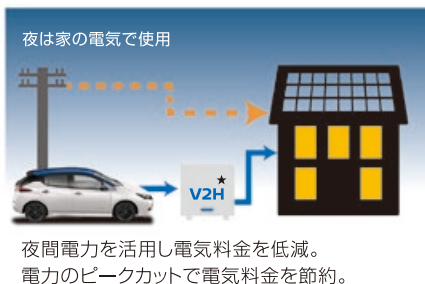 夜は家の電気で使用
V2H
夜間電力を活用し電気料金を低減。
電力のピークカットで電気料金を節約。